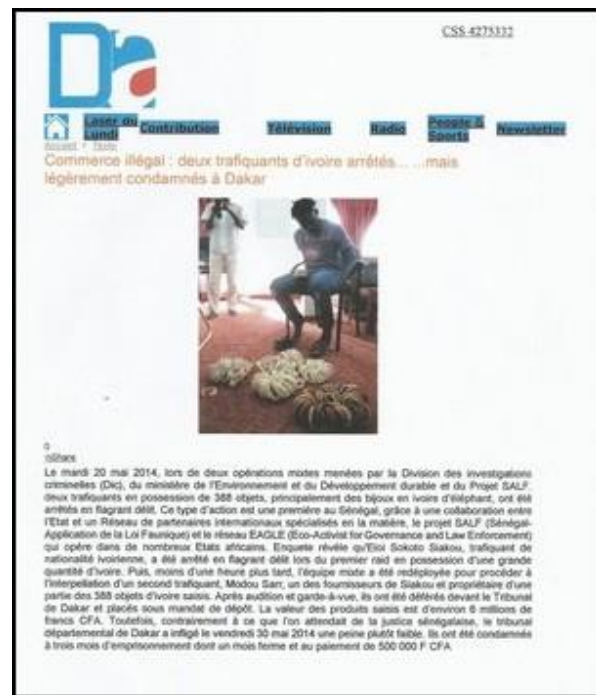 CSS 4275332
Da
Laser du
Lundi
Contribution
Télévision
Radio
People &
Sports
Newsletter
Accueil
Commerce illégal : deux trafiquants d'ivoire arrêtés... ...mais
légèrement condamnés à Dakar
0
inShare
Le mardi 20 mai 2014, lors de deux opérations mixtes menées par la Division des investigations
criminelles (Dic), du ministère de l'Environnement et du Développement durable et du Projet SALF,
deux trafiquants en possession de 388 objets, principalement des bijoux en ivoire d'éléphant, ont été
arrêtés en flagrant délit. Ce type d'action est une première au Sénégal, grâce à une collaboration entre
l'Etat et un Réseau de partenaires internationaux spécialisés en la matière, le projet SALF (Sénégal-
Application de la Loi Faunique) et le réseau EAGLE (Eco-Activist for Governance and Law Enforcement)
qui opère dans de nombreux Etats africains. Enquete révèle qu'Eloi Sokoto Siakou, trafiquant de
nationalité ivoirienne, a été arrêté en flagrant délit lors du premier raid en possession d'une grande
quantité d'ivoire. Puis, moins d'une heure plus tard, l'équipe mixte a été redéployée pour procéder à
l'interpellation d'un second trafiquant, Modou Sarr, un des fournisseurs de Siakou et propriétaire d'une
partie des 388 objets d'ivoire saisis. Après audition et garde-à-vue, ils ont été déférés devant le Tribunal
de Dakar et placés sous mandat de dépôt. La valeur des produits saisis est d'environ 6 millions de
francs CFA. Toutefois, contrairement à ce que l'on attendait de la justice sénégalaise, le tribunal
départemental de Dakar a infligé le vendredi 30 mai 2014 une peine plutôt faible. Ils ont été condamnés
à trois mois d'emprisonnement dont un mois ferme et au paiement de 500 000 F CFA